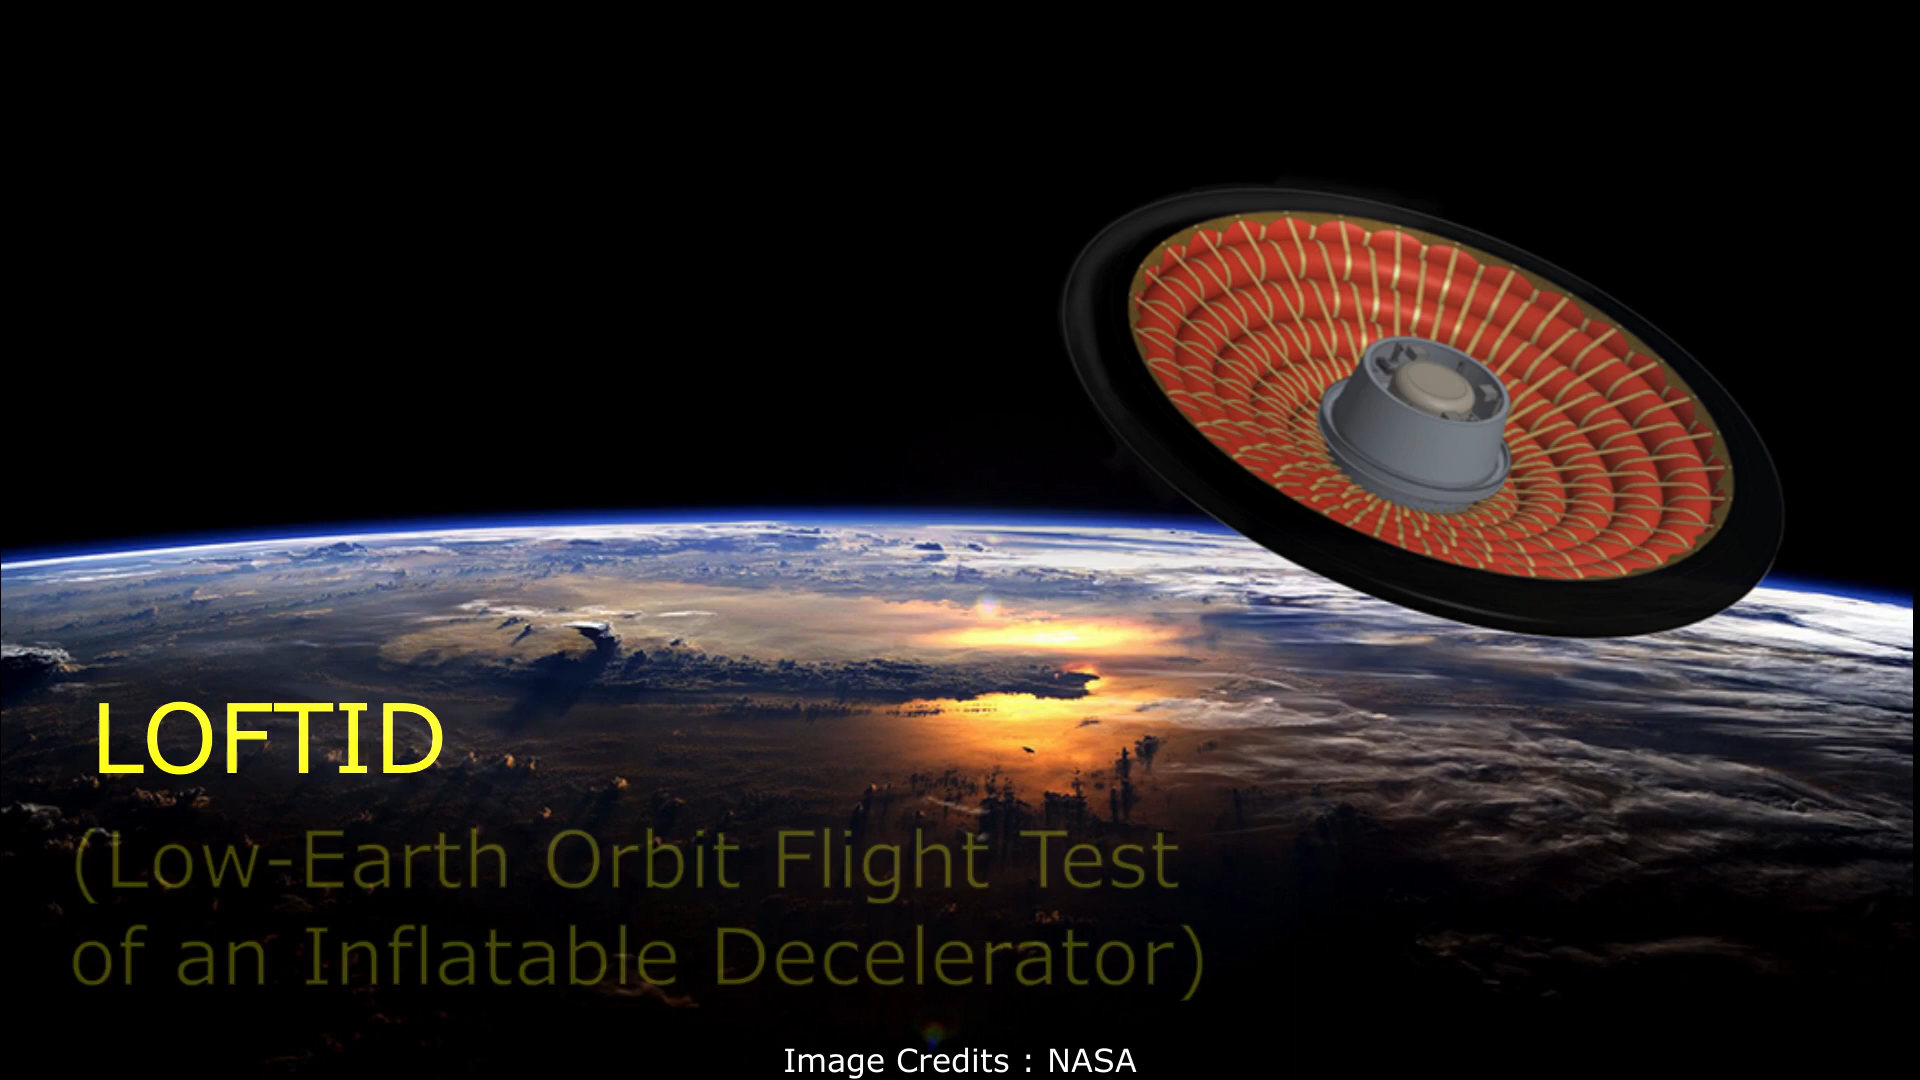 LOFTID
(Low-Earth Orbit Flight Test
of an Inflatable Decelerator)
Image Credits : NASA